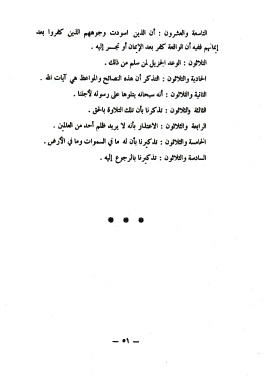 التاسعة والعشرون : أن الذين اسودت وجوههم الذين كفروا بعد
إيمانهم ففيه أن الواقعة كفر بعد الإيمان أو تجسر إليه .
الثلاثون : الوعد الجزيل لمن سلم من ذلك .
الحادية والثلاثون : التذكر أن هذه النصائح والمواعظ هي آيات الله .
الثانية والثلاثون : أنه سبحانه يتلوها على رسوله لأجلنا .
الثالثة والثلاثون : تذكرنا بأن تلك التلاوة بالحق .
الرابعة والثلاثون : الاعتذار بأنه لا يريد ظلم أحد من العالمين .
الخامسة والثلاثون : تذكيرنا بأن له ما في السموات وما في الأرض .
السادسة والثلاثون : تذكيرنا بالرجوع إليه .
● ● ●
— ٥١ —